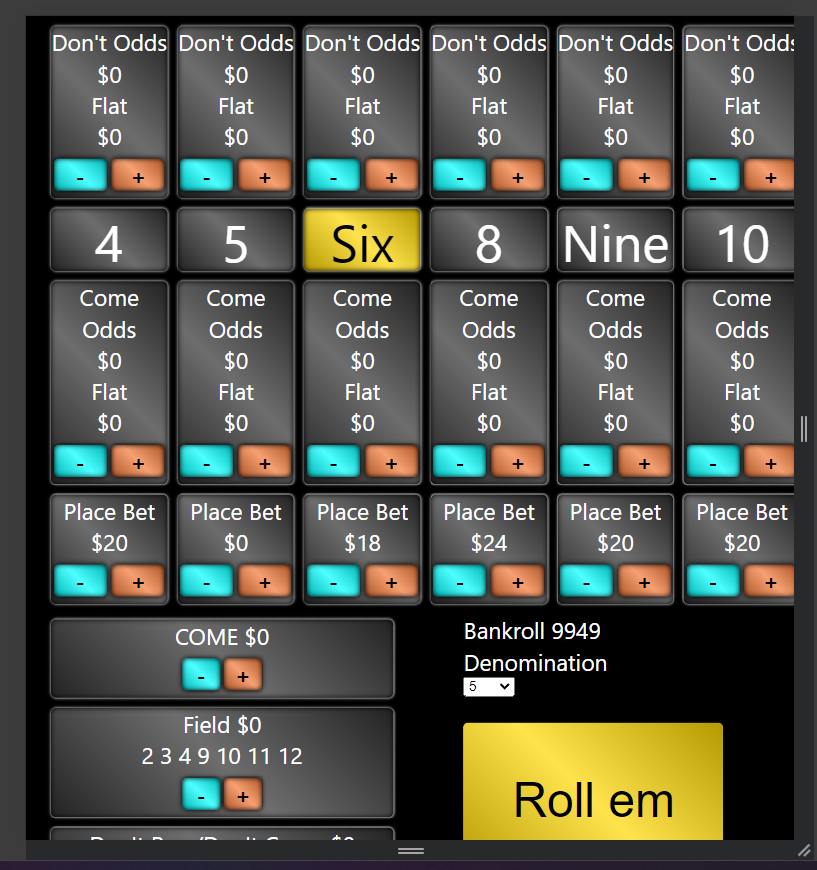 Don't Odds Don't Odds Don't Odds Don't Odds Don't Odds Don't Odds
$0 $0 $0 $0 $0 $0
Flat Flat Flat Flat Flat Flat
$0 $0 $0 $0 $0 $0
- + - + - + - + - + - +
4 5 Six 8 Nine 10
Come Come Come Come Come Come
Odds Odds Odds Odds Odds Odds
$0 $0 $0 $0 $0 $0
Flat Flat Flat Flat Flat Flat
$0 $0 $0 $0 $0 $0
- + - + - + - + - + - +
Place Bet Place Bet Place Bet Place Bet Place Bet Place Bet
$20 $0 $18 $24 $20 $20
- + - + - + - + - + - +
COME $0
- +
Field $0
2 3 4 9 10 11 12
- +
Bankroll 9949
Denomination
5
Roll em